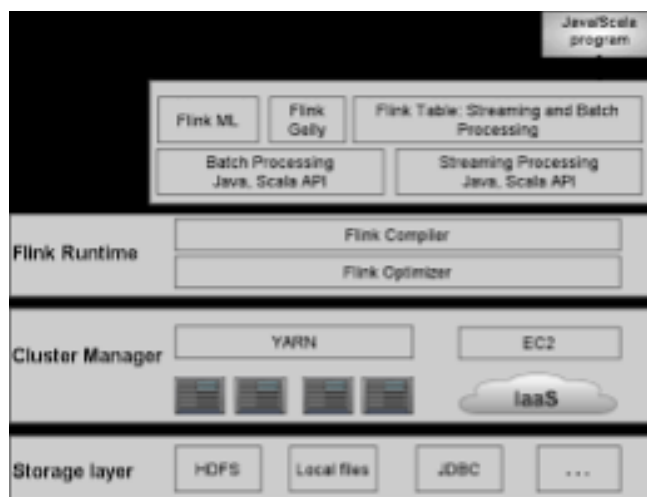 Java/Scala
program
Flink ML
Flink
Gelly
Flink Table: Streaming and Batch
Processing
Batch Processing
Java, Scala API
Streaming Processing
Java, Scala API
Flink Runtime
Flink Compiler
Flink Optimizer
Cluster Manager
YARN
EC2
IaaS
Storage layer
HDFS
Local files
JDBC
...